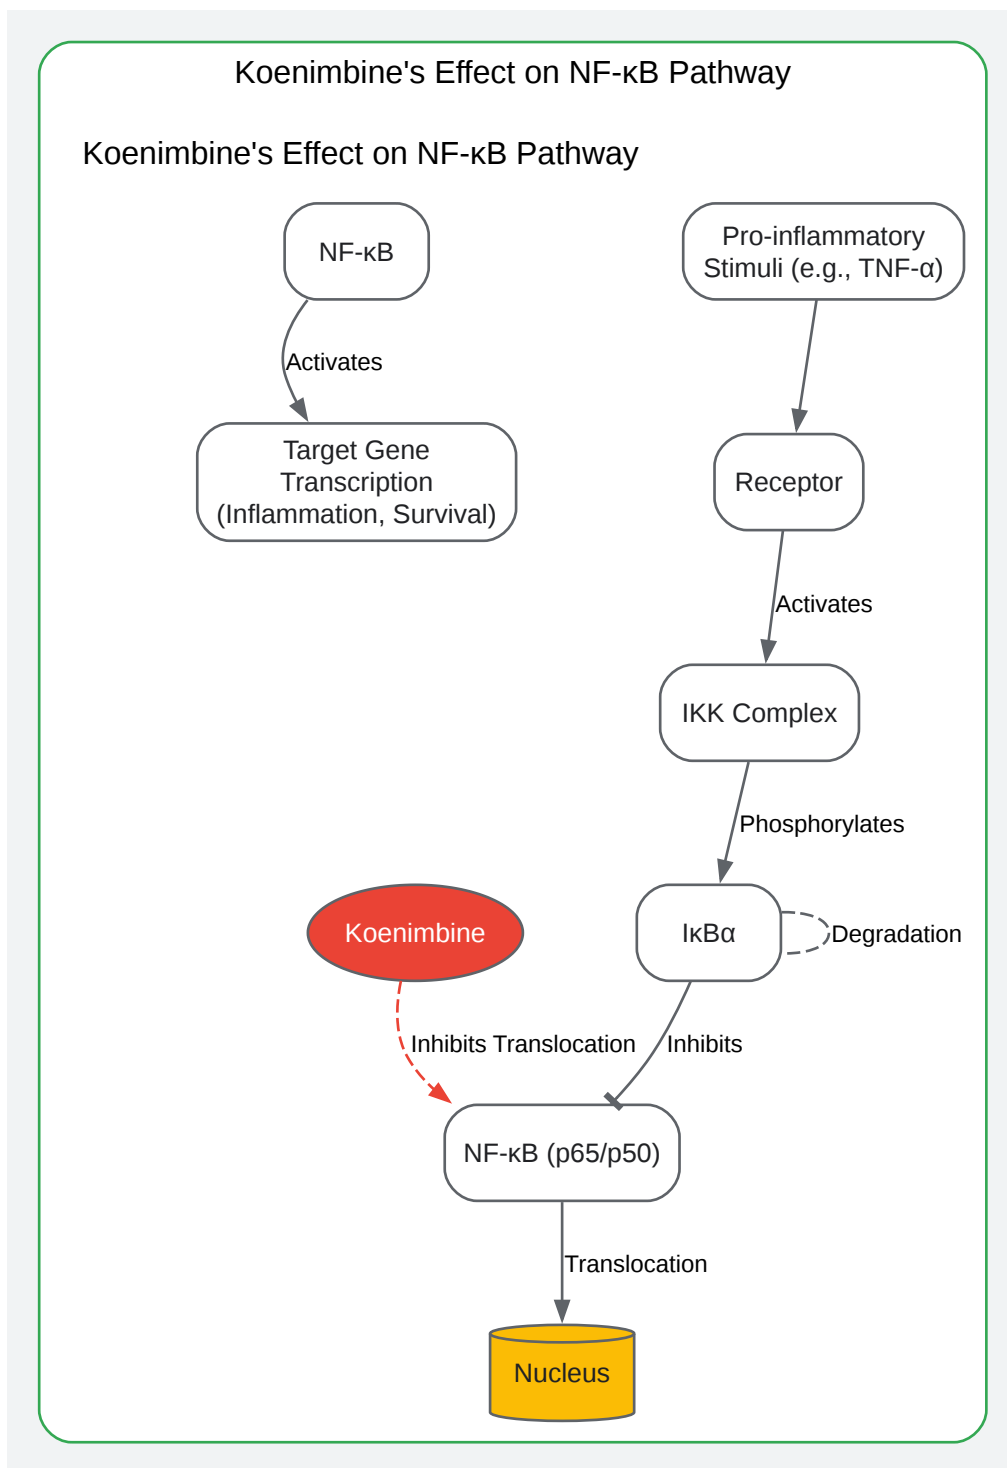 Koenimbine's Effect on NF-κB Pathway
Koenimbine's Effect on NF-κB Pathway
NF-κB
Pro-inflammatory
Stimuli (e.g., TNF-α)
Activates
Target Gene
Transcription
(Inflammation, Survival)
Receptor
Activates
IKK Complex
Phosphorylates
Koenimbine
IκBα
Degradation
Inhibits Translocation
Inhibits
NF-κB (p65/p50)
Translocation
Nucleus